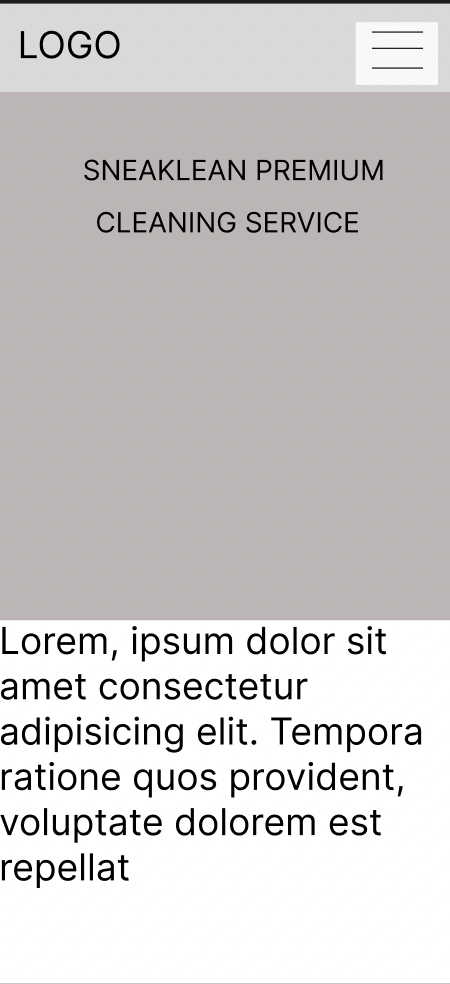 LOGO
SNEAKLEAN PREMIUM
CLEANING SERVICE
Lorem, ipsum dolor sit
amet consectetur
adipisicing elit. Tempora
ratione quos provident,
voluptate dolorem est
repellat